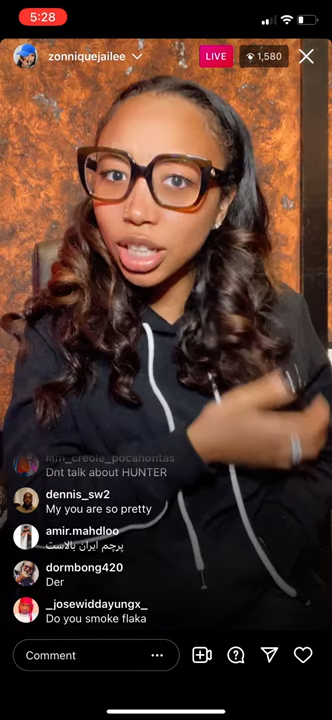 5:28
zonniquejailee
LIVE
1,580
iam_creole_pocahontas
Dnt talk about HUNTER
dennis_sw2
My you are so pretty
amir.mahdloo
پرچم ایران بالاست
dormbong420
Der
_josewiddayungx_
Do you smoke flaka
Comment